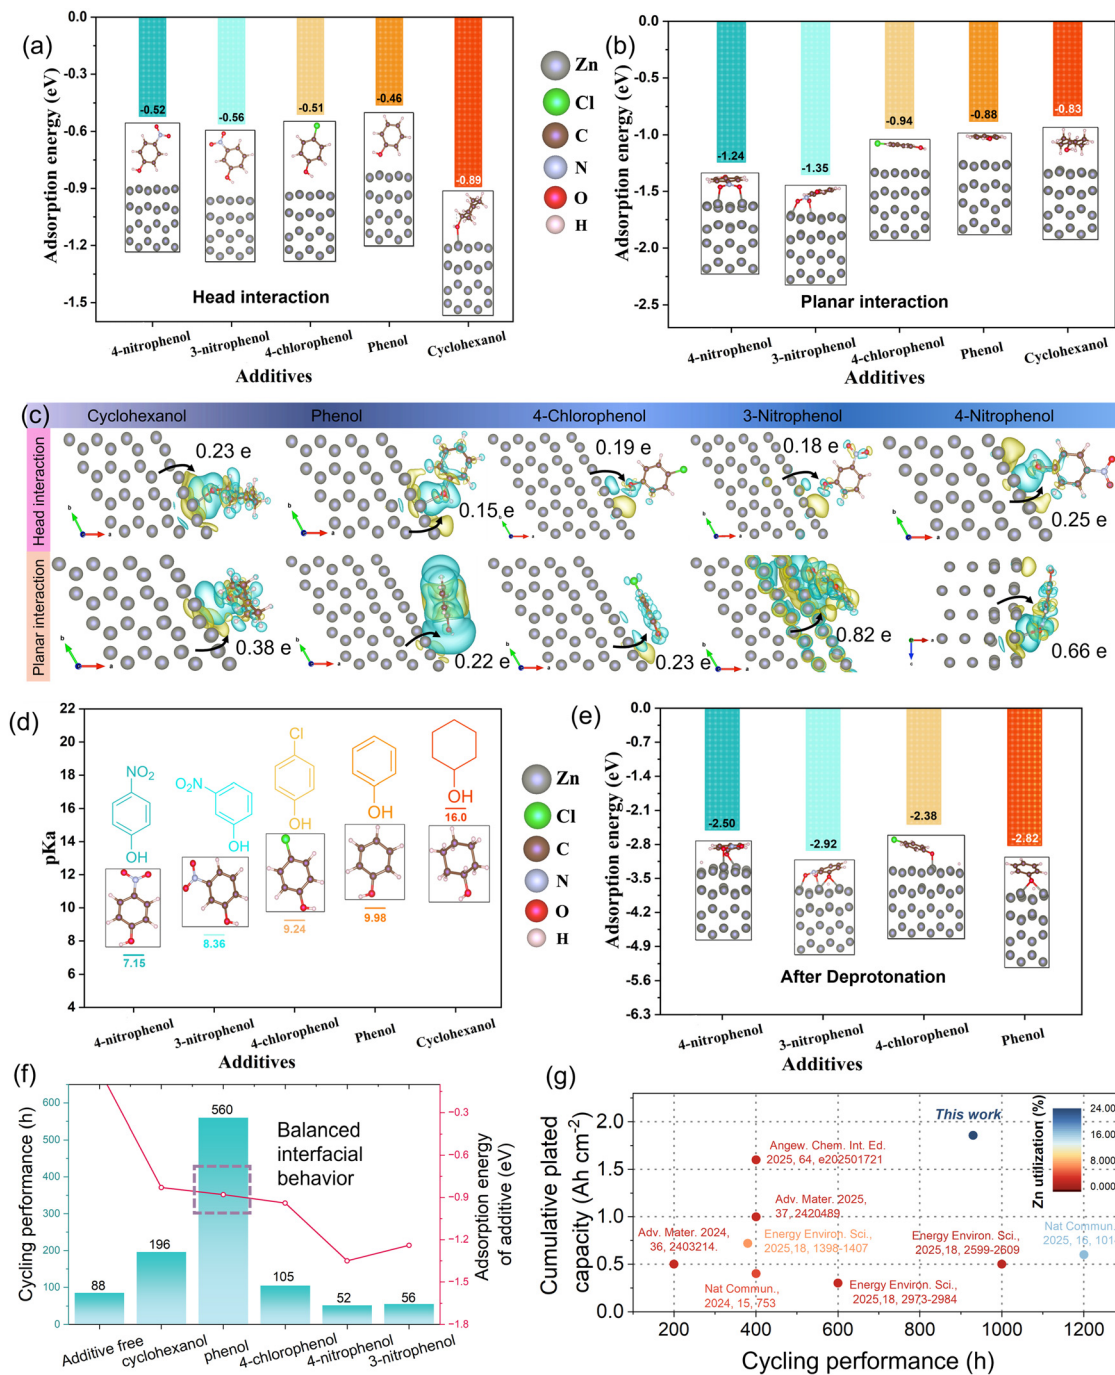 (a)
Adsorption energy (eV)
0.0
-0.3
-0.6
-0.9
-1.2
-1.5
-0.52
-0.56
-0.51
-0.46
-0.89
Head interaction
4-nitrophenol
3-nitrophenol
4-chlorophenol
Phenol
Cyclohexanol
Additives
Zn
Cl
C
N
O
H
(b)
Adsorption energy (eV)
0.0
-0.5
-1.0
-1.5
-2.0
-2.5
-1.24
-1.35
-0.94
-0.88
-0.83
Planar interaction
4-nitrophenol
3-nitrophenol
4-chlorophenol
Phenol
Cyclohexanol
Additives
(c)
Cyclohexanol
Phenol
4-Chlorophenol
3-Nitrophenol
4-Nitrophenol
Head interaction
0.23 e
0.15 e
0.19 e
0.18 e
0.25 e
b
a
b
a
b
a
b
a
b
a
Planar interaction
0.38 e
0.22 e
0.23 e
0.82 e
0.66 e
b
a
b
a
b
a
b
a
a
(d)
pKa
22
20
18
16
14
12
10
8
6
4
NO2
OH
7.15
O2N
OH
8.36
Cl
OH
9.24
OH
9.98
OH
16.0
4-nitrophenol
3-nitrophenol
4-chlorophenol
Phenol
Cyclohexanol
Additives
Zn
Cl
C
N
O
H
(e)
Adsorption energy (eV)
0.0
-0.7
-1.4
-2.1
-2.8
-3.5
-4.2
-4.9
-5.6
-6.3
-2.50
-2.92
-2.38
-2.82
After Deprotonation
4-nitrophenol
3-nitrophenol
4-chlorophenol
Phenol
Additives
(f)
Cycling performance (h)
600
500
400
300
200
100
0
88
196
560
105
52
56
Balanced
interfacial
behavior
-0.3
-0.6
-0.9
-1.2
-1.5
-1.8
Adsorption energy
of additive (eV)
Additive free
cyclohexanol
phenol
4-chlorophenol
4-nitrophenol
3-nitrophenol
(g)
Cumulative plated
capacity (Ah cm-2)
2.0
1.5
1.0
0.5
0.0
This work
Zn utilization (%)
24.00
16.00
8.000
0.000
Angew. Chem. Int. Ed.
2025, 64, e202501721
Adv. Mater. 2025,
37, 2420489.
Adv. Mater. 2024,
36, 2403214.
Energy Environ. Sci.,
2025,18, 1398-1407
Energy Environ. Sci.,
2025,18, 2599-2609
Nat Commun.
2025, 16, 101
Nat Commun.,
2024, 15, 753
Energy Environ. Sci.,
2025,18, 2973-2984
200
400
600
800
1000
1200
Cycling performance (h)